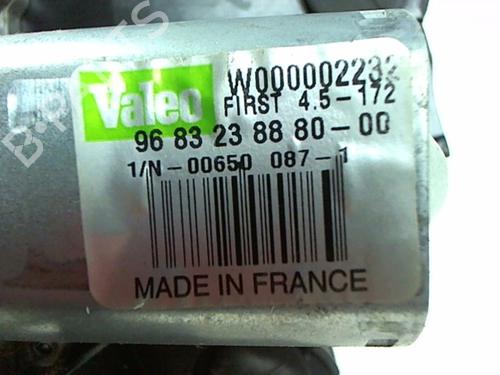 Valeo
W000002232
FIRST 4.5-172
96 83 23 88 80-00
1/N-00650 087-1
MADE IN FRANCE